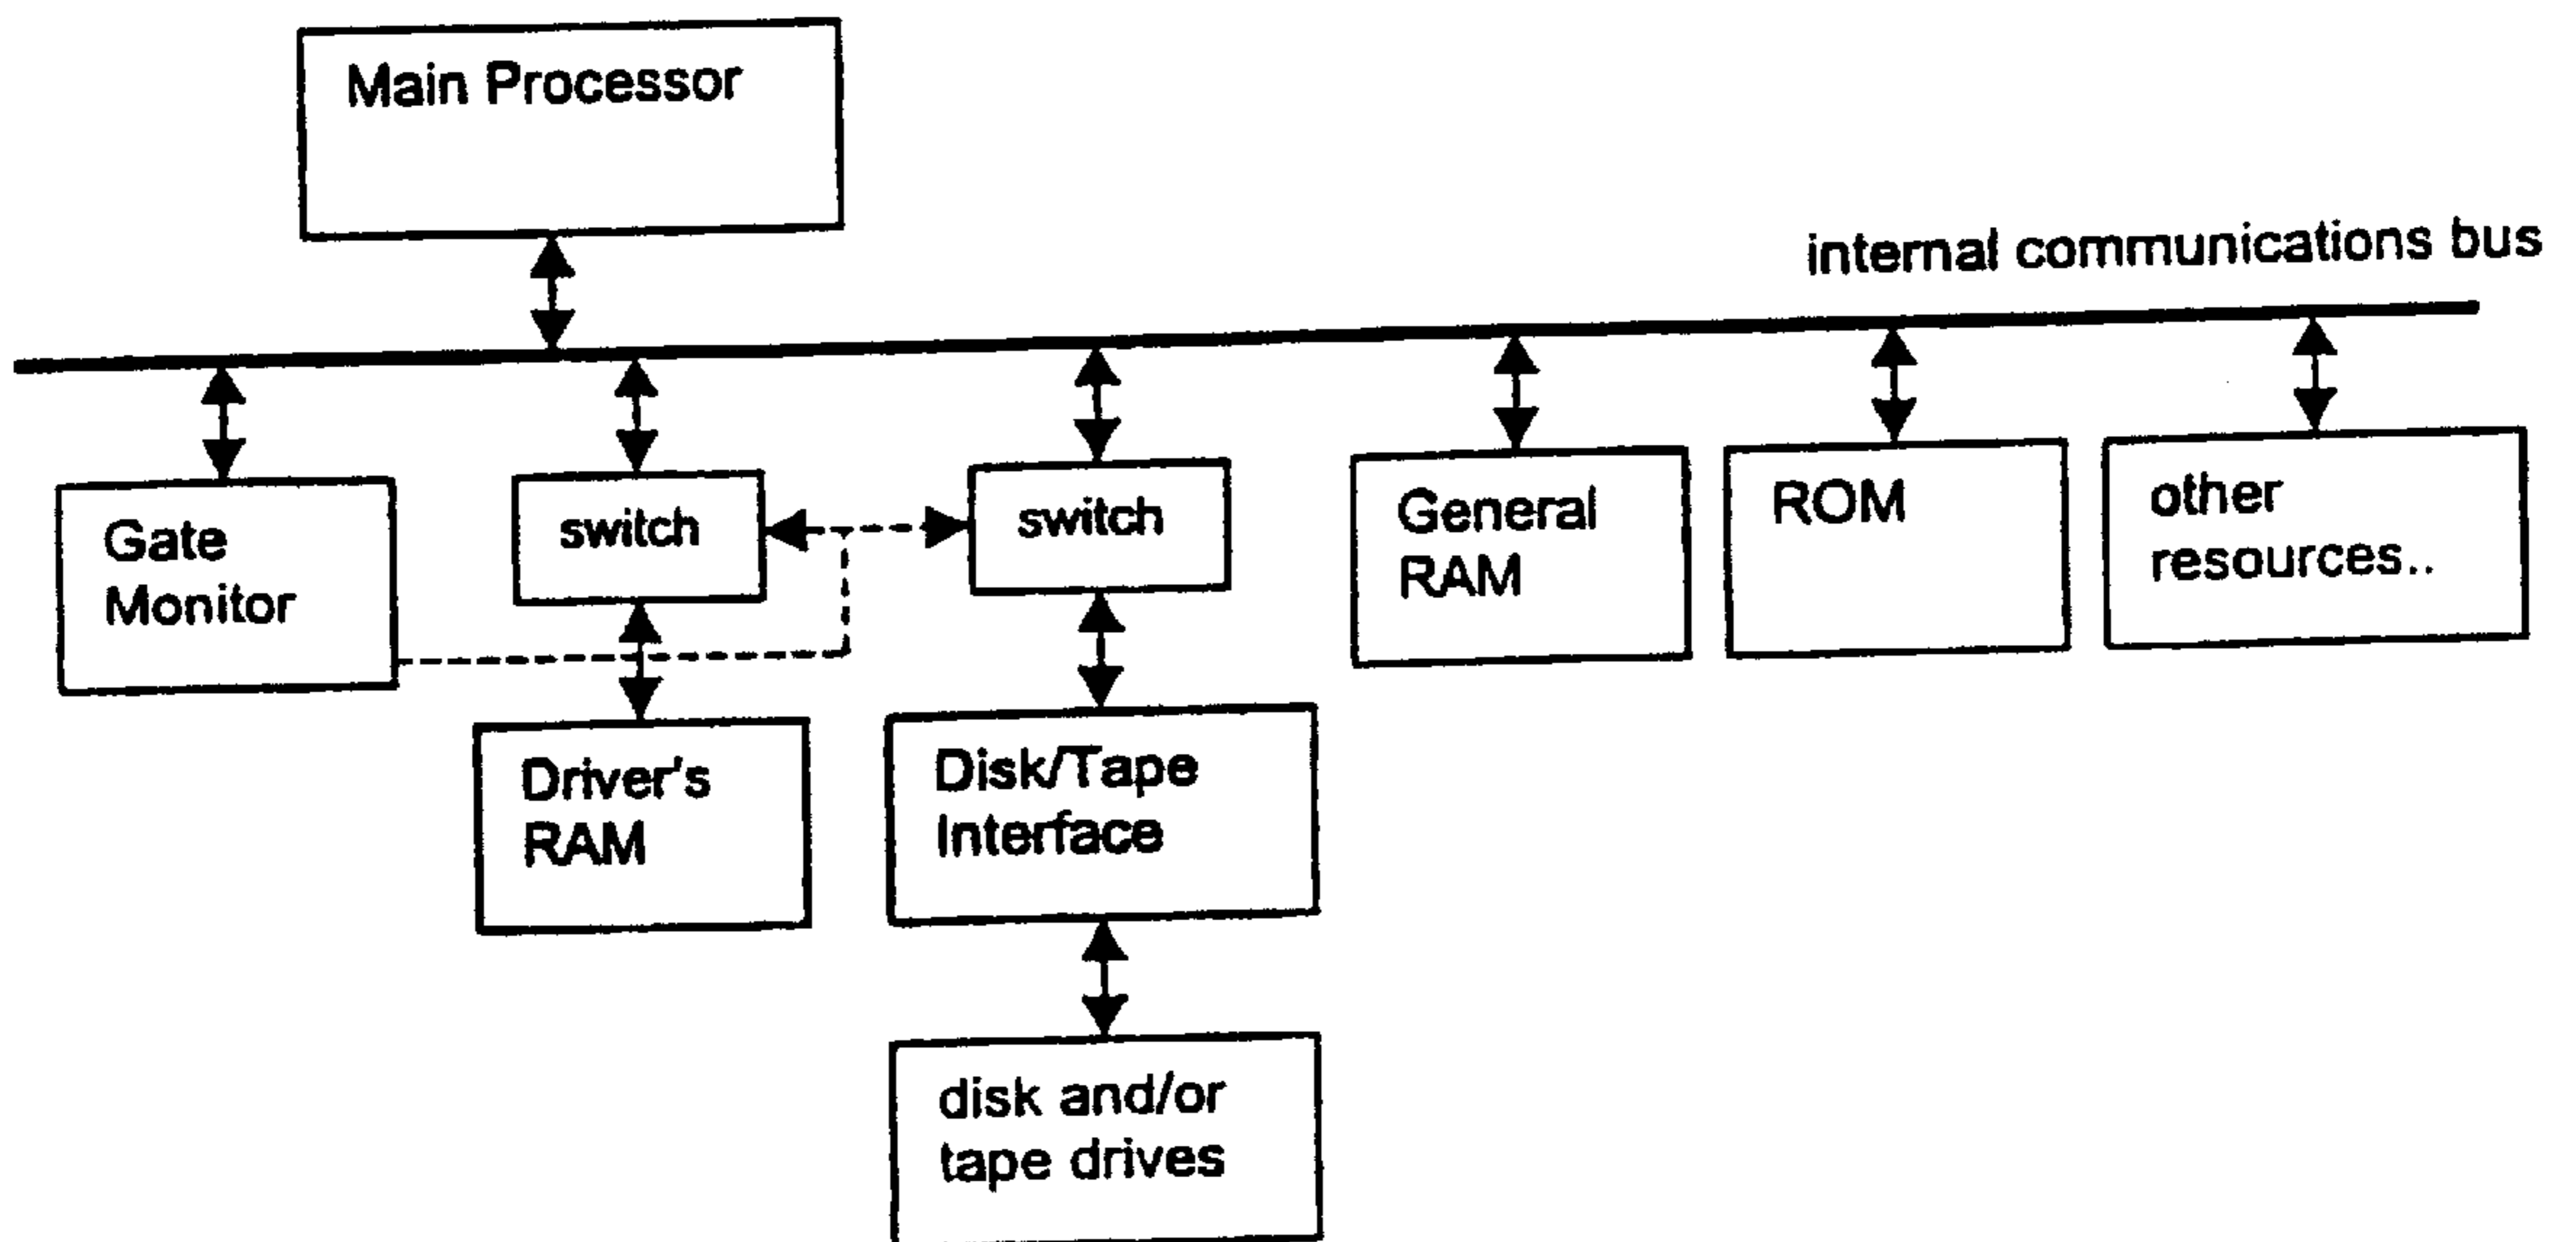 Main Processor
internal communications bus
Gate
Monitor
switch
switch
General
RAM
ROM
other
resources..
Driver's
RAM
Disk/Tape
Interface
disk and/or
tape drives